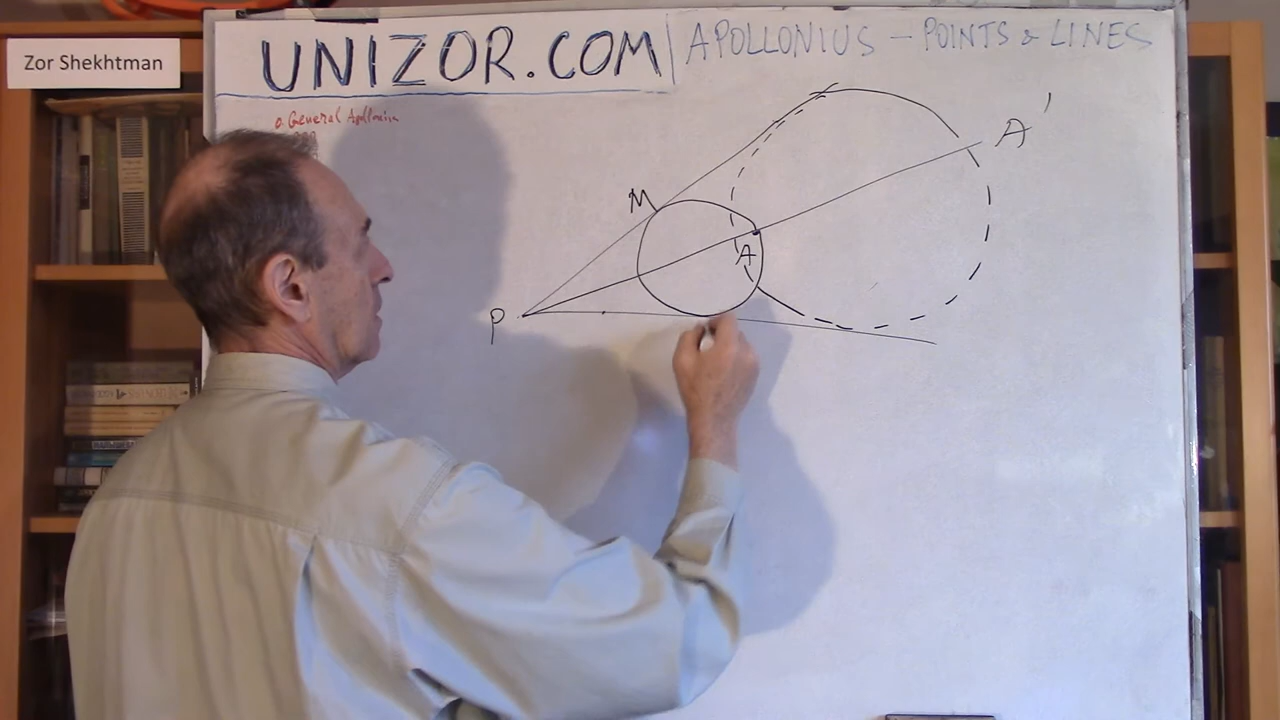 Zor Shekhtman
UNIZOR.COM
APOLLONIUS – POINTS & LINES
General Apollonius
A'
M
A
P